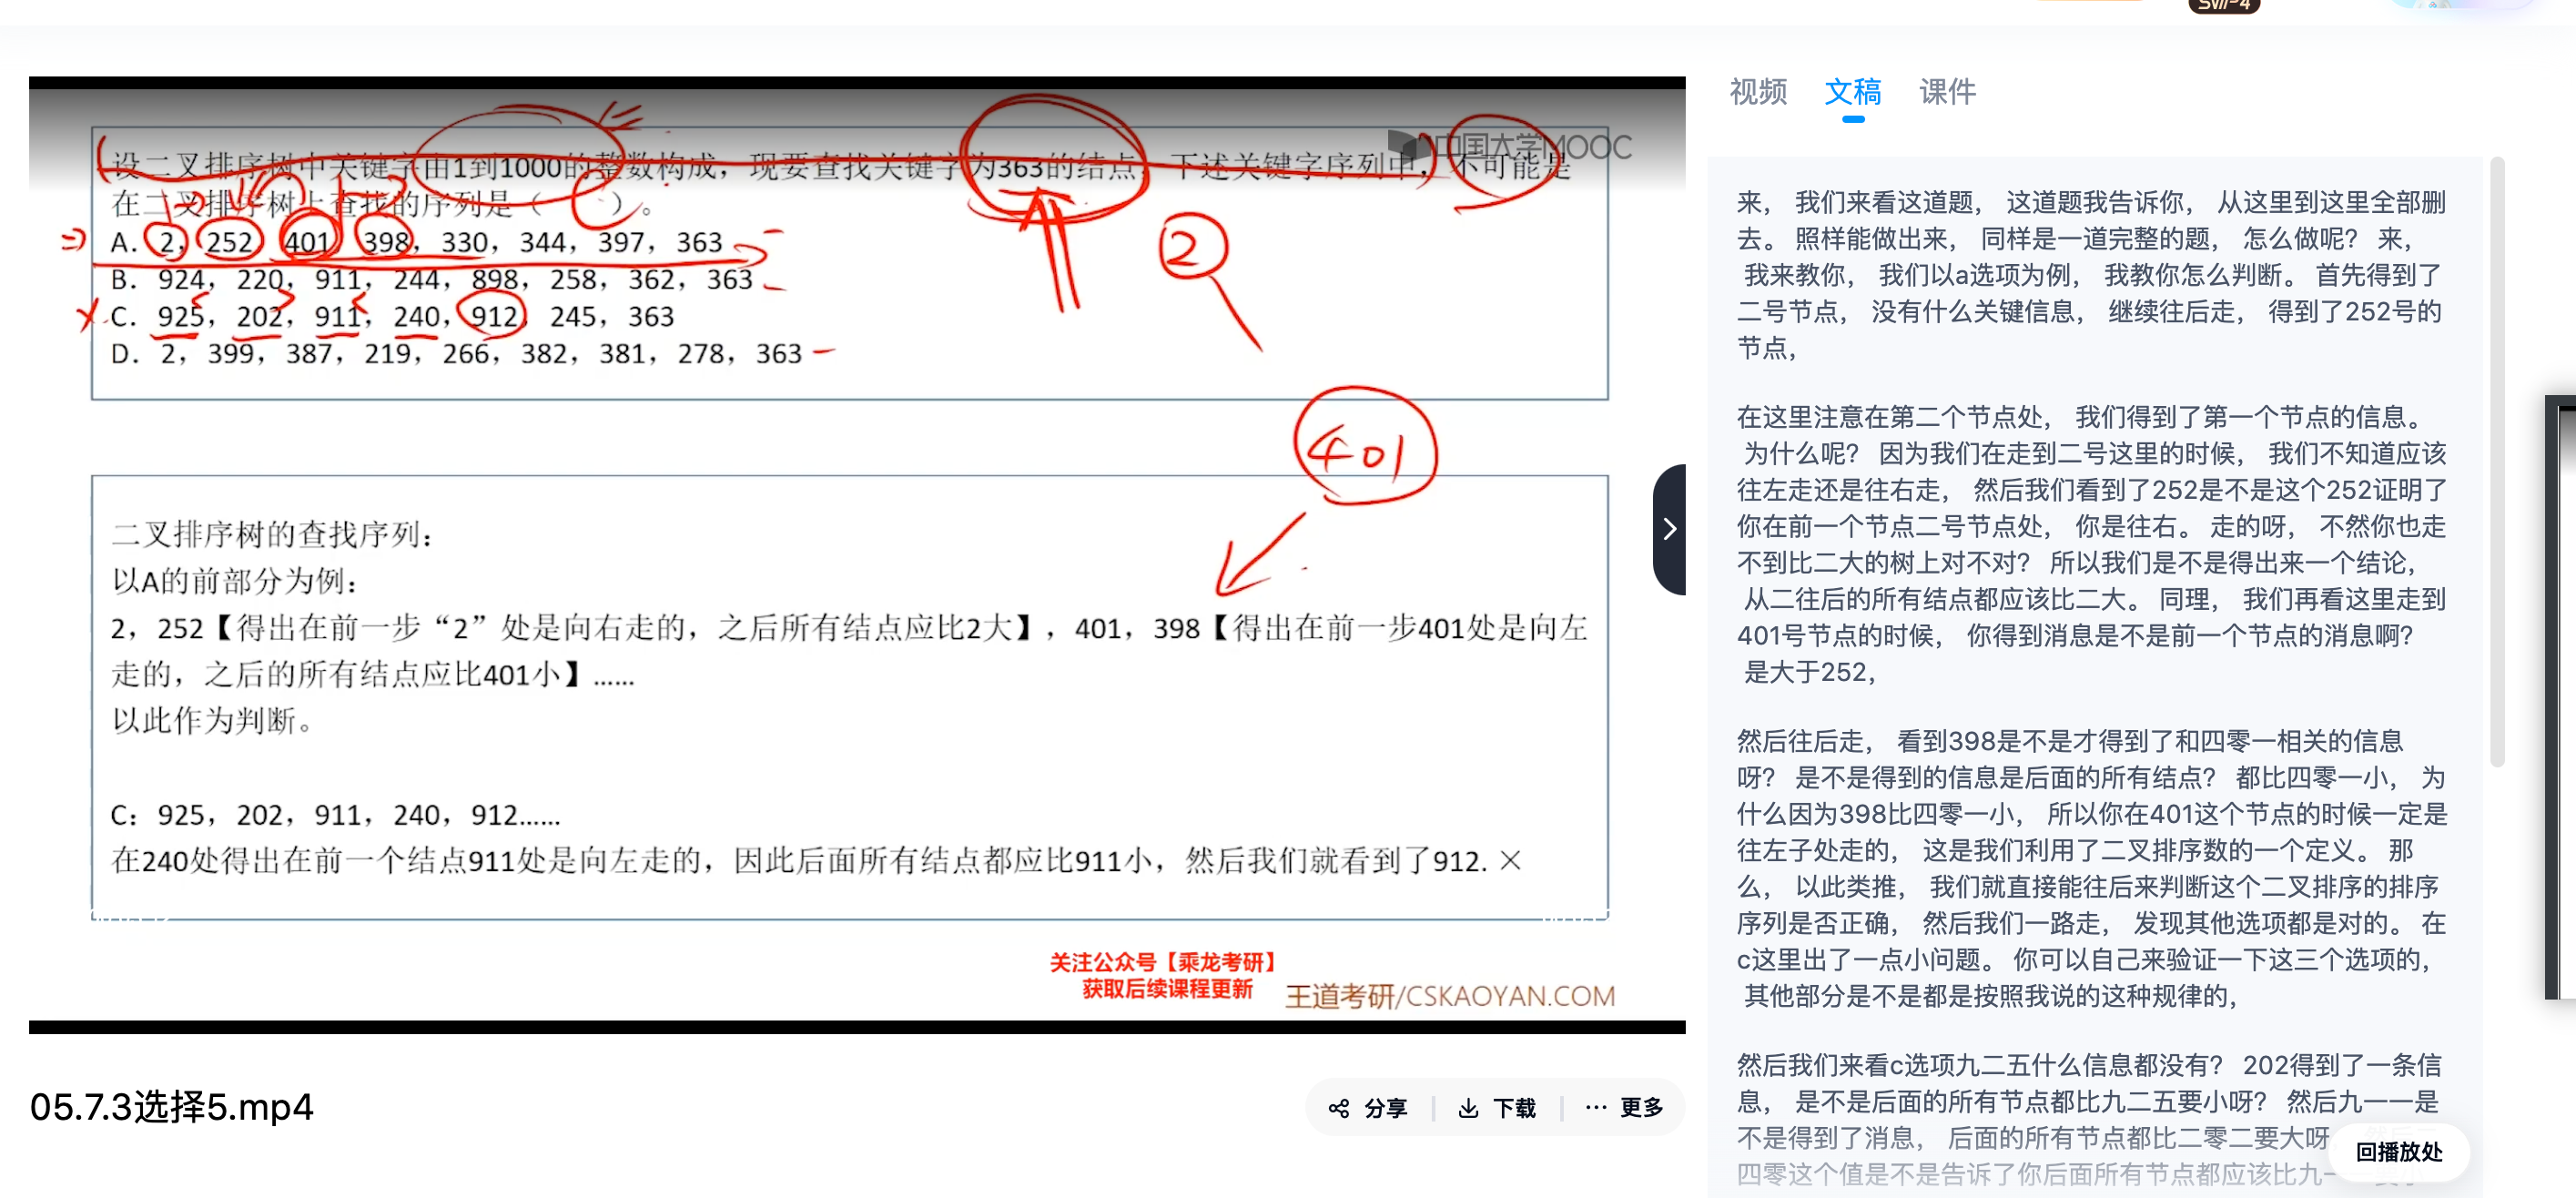 视频 文稿 课件
中国大学MOOC
设二叉排序树中关键字由1到1000的整数构成，现要查找关键字为363的结点，下述关键字序列中，不可能是
在二叉排序树上查找的序列是（ ）。
A. 2，252，401，398，330，344，397，363
B. 924，220，911，244，898，258，362，363
C. 925，202，911，240，912，245，363
D. 2，399，387，219，266，382，381，278，363
2
401
二叉排序树的查找序列：
以A的前部分为例：
2，252【得出在前一步“2”处是向右走的，之后所有结点应比2大】，401，398【得出在前一步401处是向左
走的，之后的所有结点应比401小】……
以此作为判断。
C：925，202，911，240，912……
在240处得出在前一个结点911处是向左走的，因此后面所有结点都应比911小，然后我们就看到了912. ×
关注公众号【乘龙考研】
获取后续课程更新
王道考研/CSKAOYAN.COM
05.7.3选择5.mp4
分享 下载 更多
来， 我们来看这道题， 这道题我告诉你， 从这里到这里全部删
去。 照样能做出来， 同样是一道完整的题， 怎么做呢？ 来，
我来教你， 我们以a选项为例， 我教你怎么判断。 首先得到了
二号节点， 没有什么关键信息， 继续往后走， 得到了252号的
节点，
在这里注意在第二个节点处， 我们得到了第一个节点的信息。
为什么呢？ 因为我们在走到二号这里的时候， 我们不知道应该
往左走还是往右走， 然后我们看到了252是不是这个252证明了
你在前一个节点二号节点处， 你是往右。 走的呀， 不然你也走
不到比二大的树上对不对？ 所以我们是不是得出来一个结论，
从二往后的所有结点都应该比二大。 同理， 我们再看这里走到
401号节点的时候， 你得到消息是不是前一个节点的消息啊？
是大于252，
然后往后走， 看到398是不是才得到了和四零一相关的信息
呀？ 是不是得到的信息是后面的所有结点？ 都比四零一小， 为
什么因为398比四零一小， 所以你在401这个节点的时候一定是
往左子处走的， 这是我们利用了二叉排序数的一个定义。 那
么， 以此类推， 我们就直接能往后来判断这个二叉排序的排序
序列是否正确， 然后我们一路走， 发现其他选项都是对的。 在
c这里出了一点小问题。 你可以自己来验证一下这三个选项的，
其他部分是不是都是按照我说的这种规律的，
然后我们来看c选项九二五什么信息都没有？ 202得到了一条信
息， 是不是后面的所有节点都比九二五要小呀？ 然后九一一是
不是得到了消息， 后面的所有节点都比二零二要大呀
四零这个值是不是告诉了你后面所有节点都应该比九一
回播放处